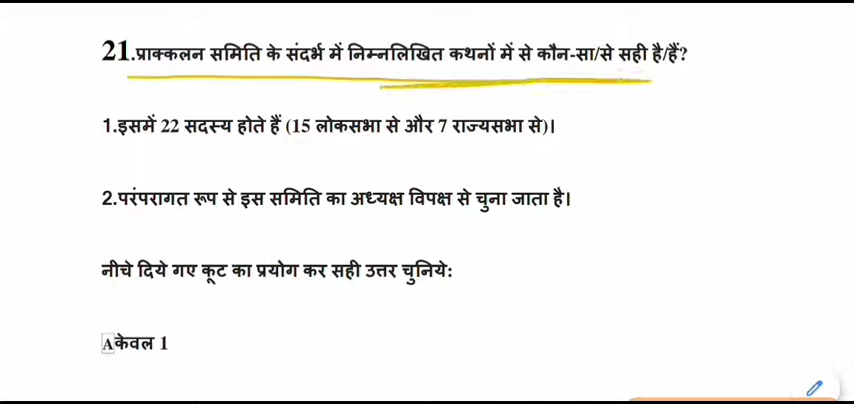 21.प्राक्कलन समिति के संदर्भ में निम्नलिखित कथनों में से कौन-सा/से सही है/हैं?
1.इसमें 22 सदस्य होते हैं (15 लोकसभा से और 7 राज्यसभा से)।
2.परंपरागत रूप से इस समिति का अध्यक्ष विपक्ष से चुना जाता है।
नीचे दिये गए कूट का प्रयोग कर सही उत्तर चुनिये:
Aकेवल 1